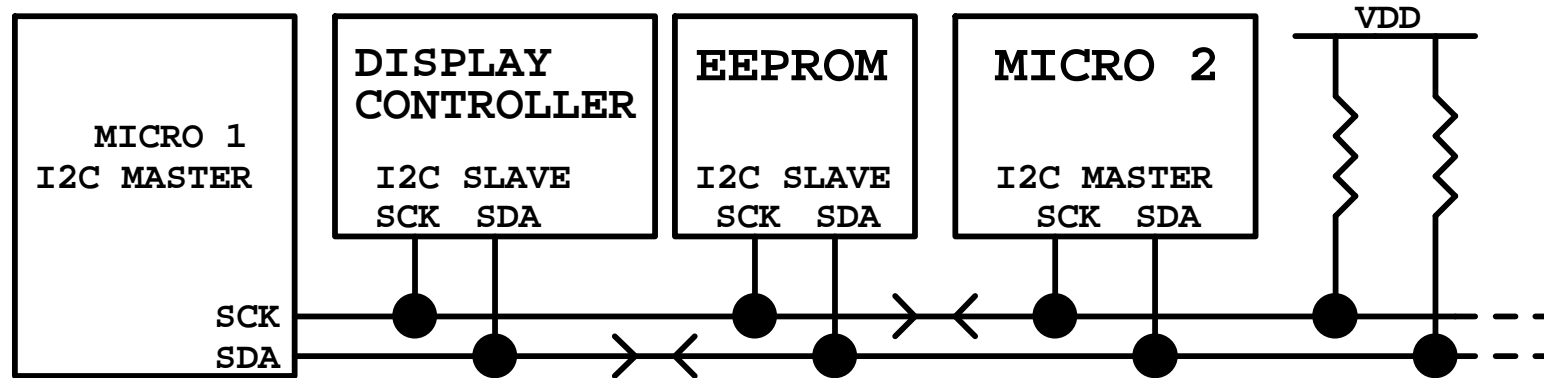 MICRO 1
I2C MASTER
SCK
SDA
DISPLAY
CONTROLLER
I2C SLAVE
SCK SDA
EEPROM
I2C SLAVE
SCK SDA
MICRO 2
I2C MASTER
SCK SDA
VDD